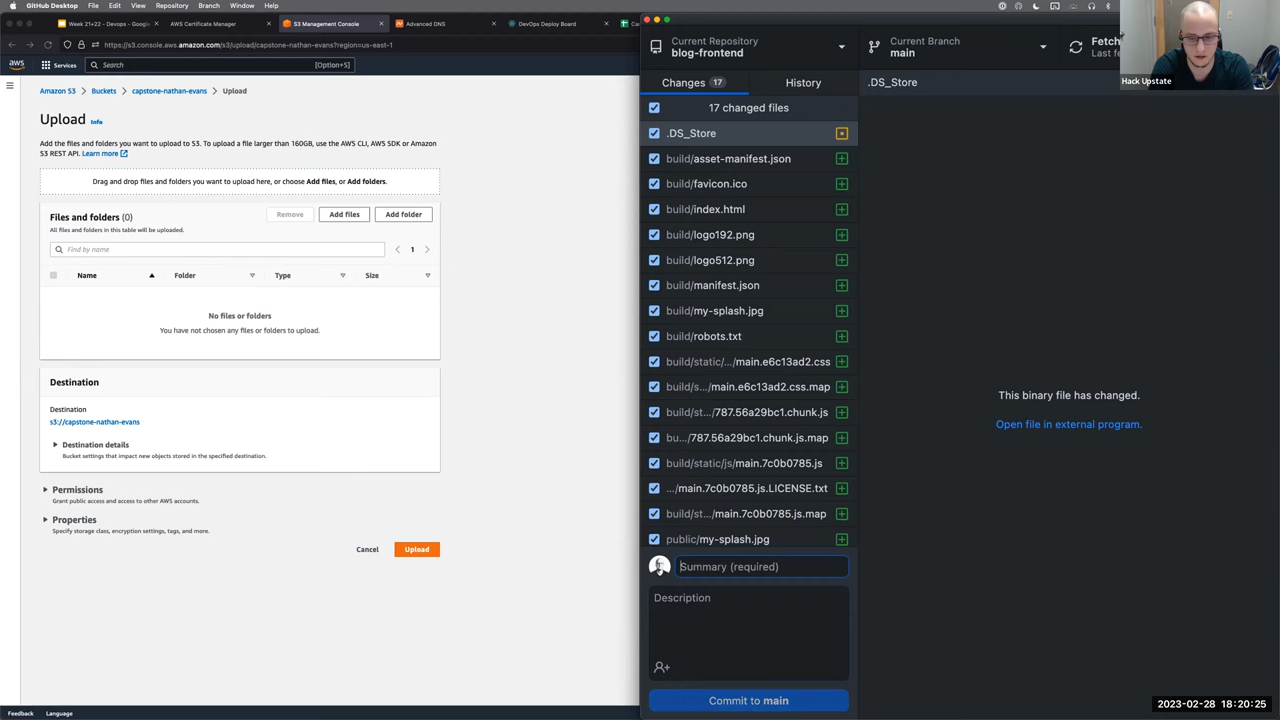 GitHub Desktop File Edit View Repository Branch Window Help
Week 21+22 - Devops - Google
AWS Certificate Manager
S3 Management Console
Advanced DNS
DevOps Deploy Board
https://s3.console.aws.amazon.com/s3/upload/capstone-nathan-evans?region=us-east-1
aws
Services
Search
[Option+S]
Amazon S3 > Buckets > capstone-nathan-evans > Upload
Upload Info
Add the files and folders you want to upload to S3. To upload a file larger than 160GB, use the AWS CLI, AWS SDK or Amazon
S3 REST API. Learn more
Drag and drop files and folders you want to upload here, or choose Add files, or Add folders.
Files and folders (0)
Remove
Add files
Add folder
All files and folders in this table will be uploaded.
Find by name
1
Name
Folder
Type
Size
No files or folders
You have not chosen any files or folders to upload.
Destination
Destination
s3://capstone-nathan-evans
Destination details
Bucket settings that impact new objects stored in the specified destination.
Permissions
Grant public access and access to other AWS accounts.
Properties
Specify storage class, encryption settings, tags, and more.
Cancel
Upload
Feedback
Language
Current Repository
blog-frontend
Current Branch
main
Fetch
Last fe
Hack Upstate
Changes 17
History
.DS_Store
17 changed files
.DS_Store
build/asset-manifest.json
build/favicon.ico
build/index.html
build/logo192.png
build/logo512.png
build/manifest.json
build/my-splash.jpg
build/robots.txt
build/static/.../main.e6c13ad2.css
build/s.../main.e6c13ad2.css.map
build/st.../787.56a29bc1.chunk.js
bu.../787.56a29bc1.chunk.js.map
build/static/js/main.7c0b0785.js
.../main.7c0b0785.js.LICENSE.txt
build/st.../main.7c0b0785.js.map
public/my-splash.jpg
This binary file has changed.
Open file in external program.
Summary (required)
Description
Commit to main
2023-02-28 18:20:25